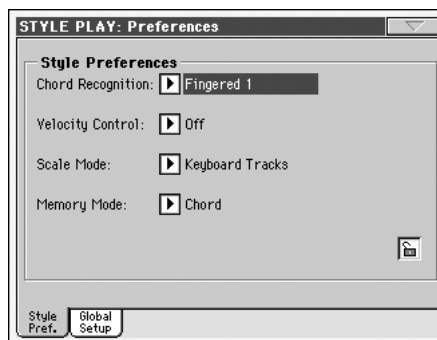 STYLE PLAY: Preferences
Style Preferences
Chord Recognition: Fingered 1
Velocity Control: Off
Scale Mode: Keyboard Tracks
Memory Mode: Chord
Style Global
Pref. Setup